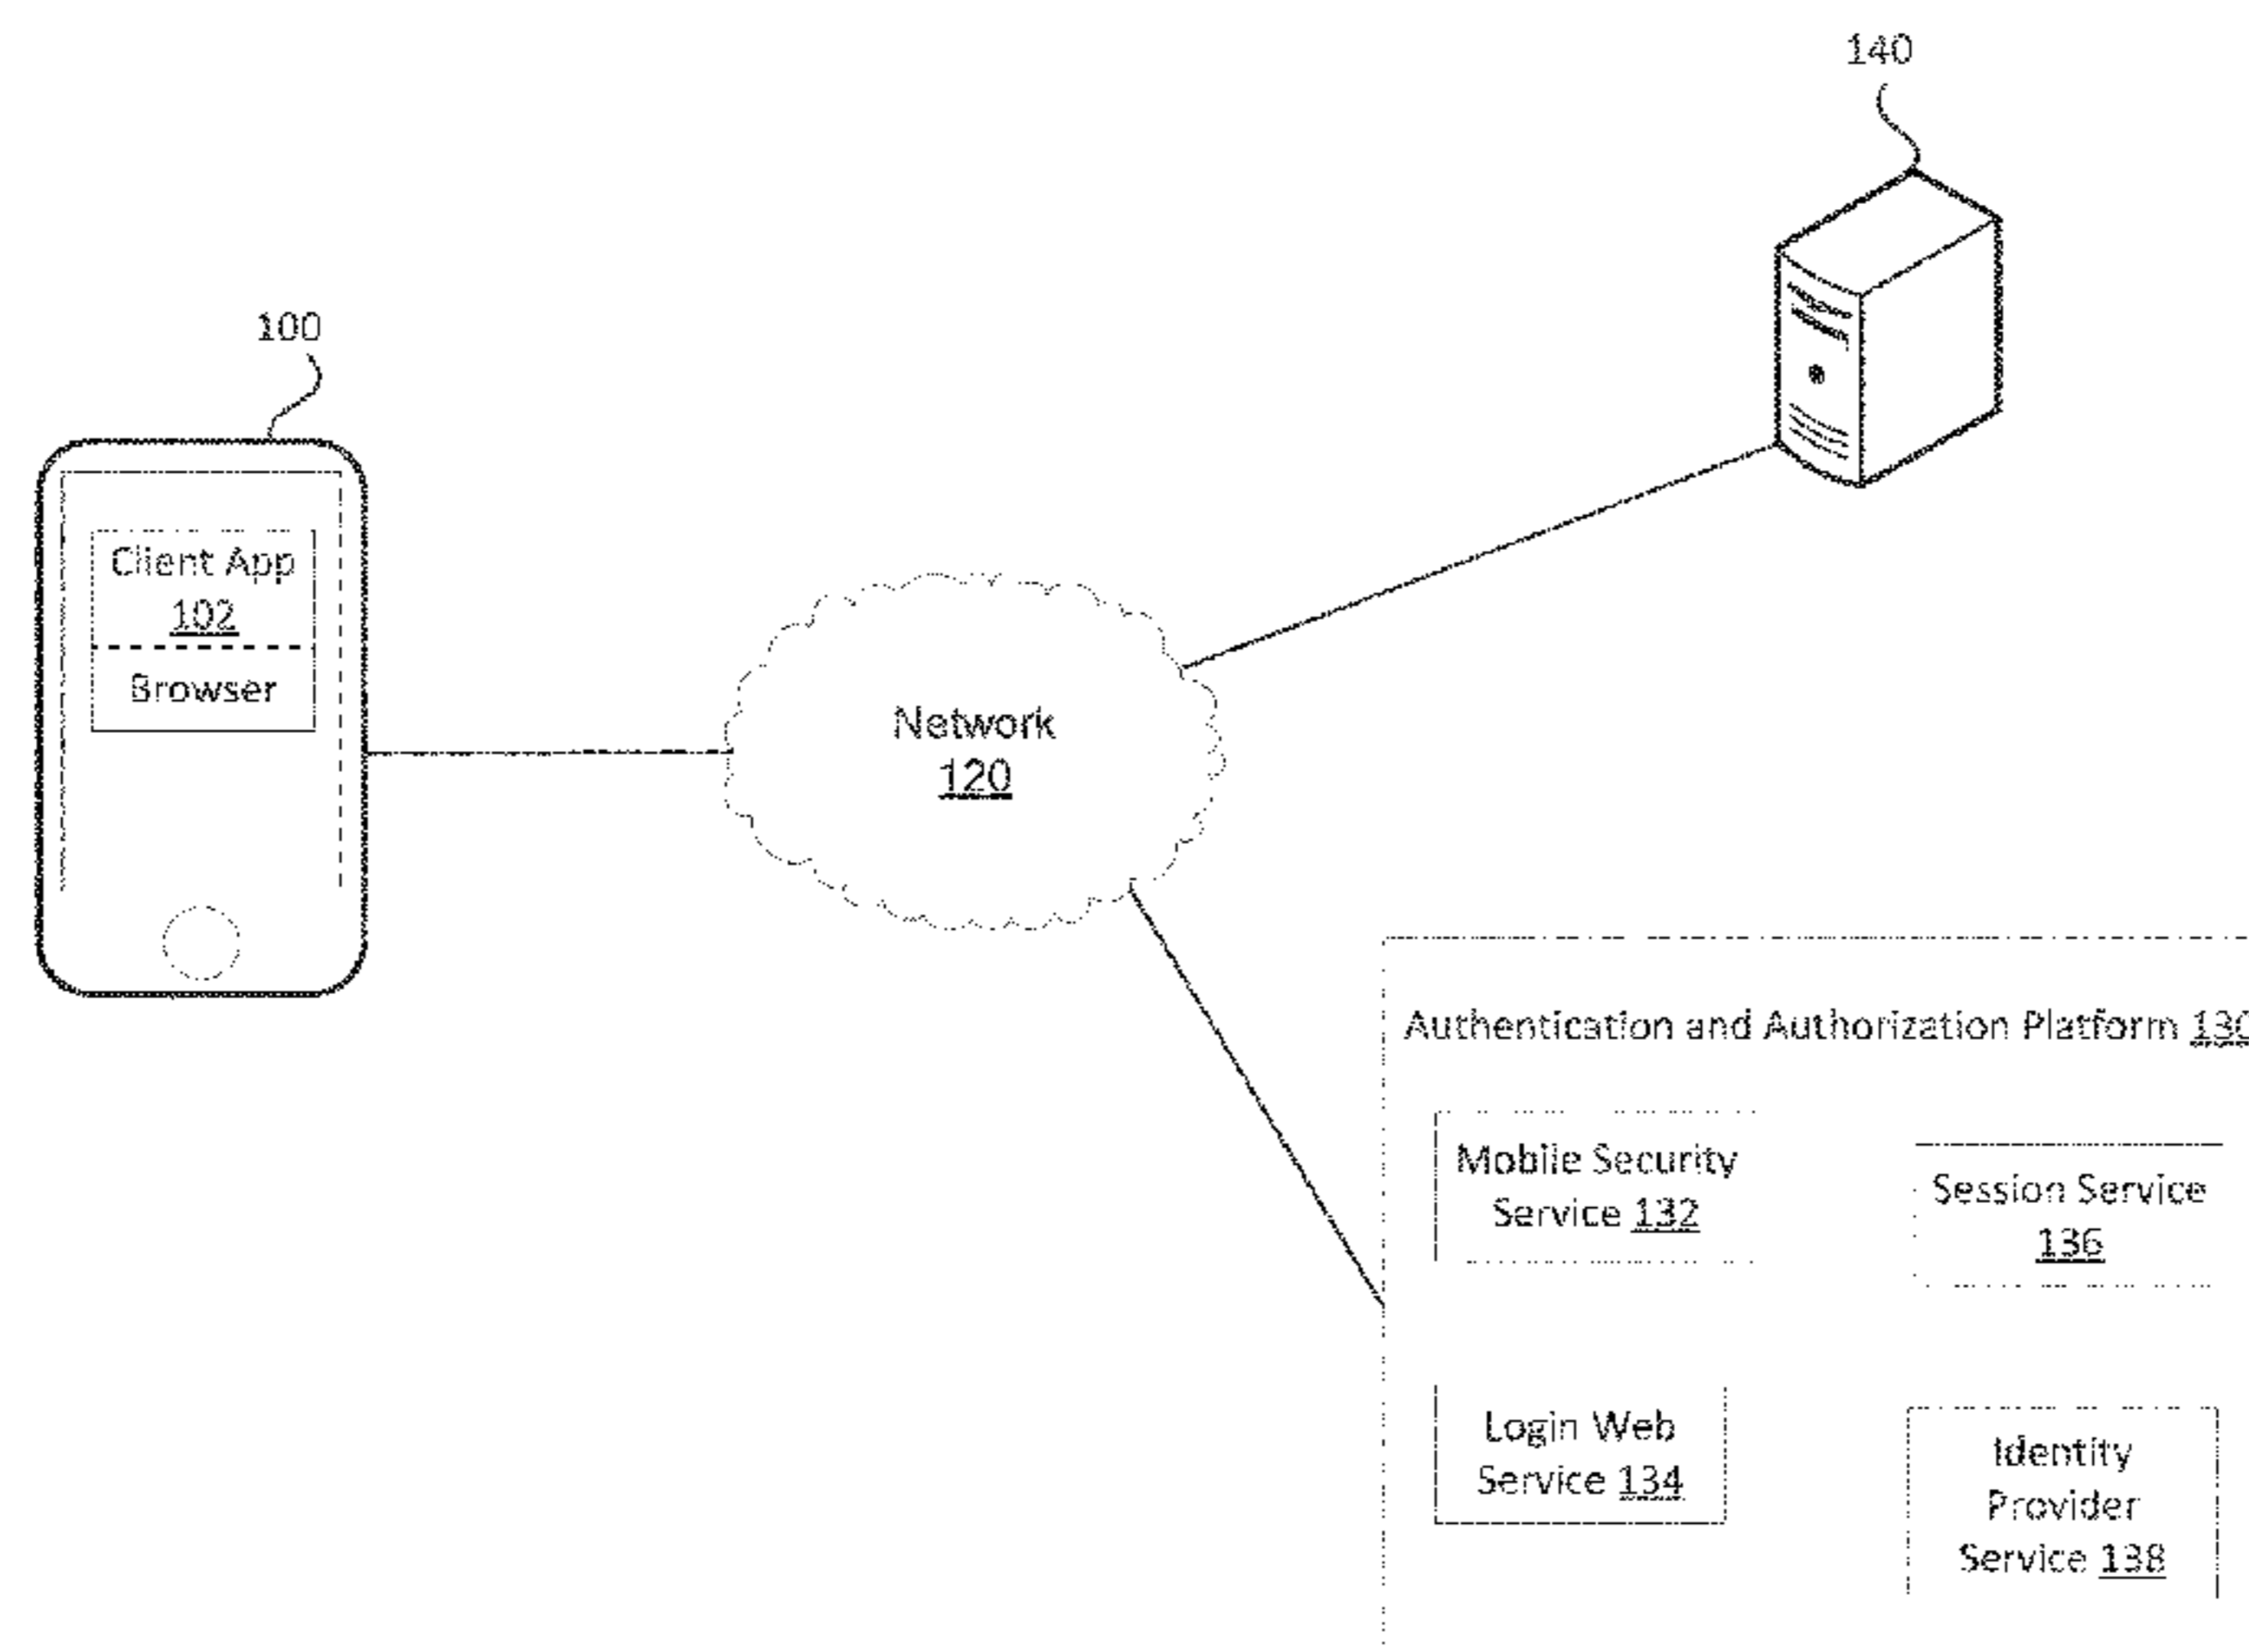 140
100
Client App
102
Browser
Network
120
Authentication and Authorization Platform 130
Mobile Security
Service 132
Session Service
136
Login Web
Service 134
Identity
Provider
Service 138